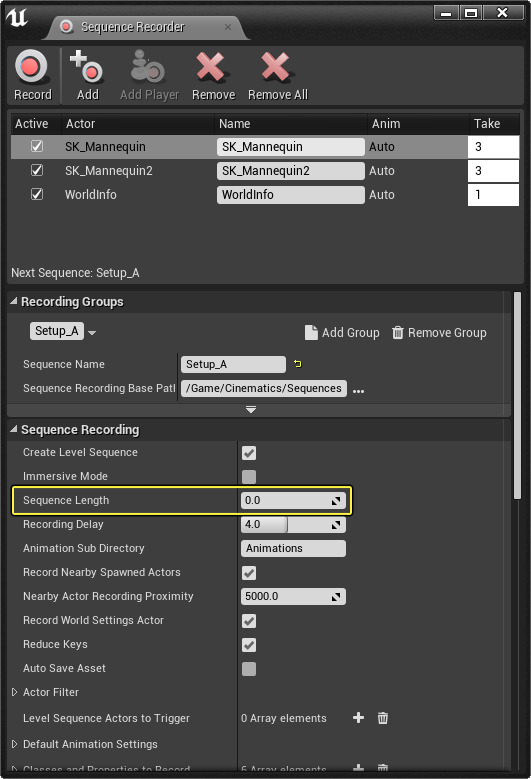 Sequence Recorder
Record Add Add Player Remove Remove All
Active Actor Name Anim Take
SK_Mannequin SK_Mannequin Auto 3
SK_Mannequin2 SK_Mannequin2 Auto 3
WorldInfo WorldInfo Auto 1
Next Sequence: Setup_A
Recording Groups
Setup_A Add Group Remove Group
Sequence Name Setup_A
Sequence Recording Base Patl /Game/Cinematics/Sequences ...
Sequence Recording
Create Level Sequence
Immersive Mode
Sequence Length 0.0
Recording Delay 4.0
Animation Sub Directory Animations
Record Nearby Spawned Actors
Nearby Actor Recording Proximity 5000.0
Record World Settings Actor
Reduce Keys
Auto Save Asset
Actor Filter
Level Sequence Actors to Trigger 0 Array elements
Default Animation Settings
Classes and Properties to Record 6 Array elements